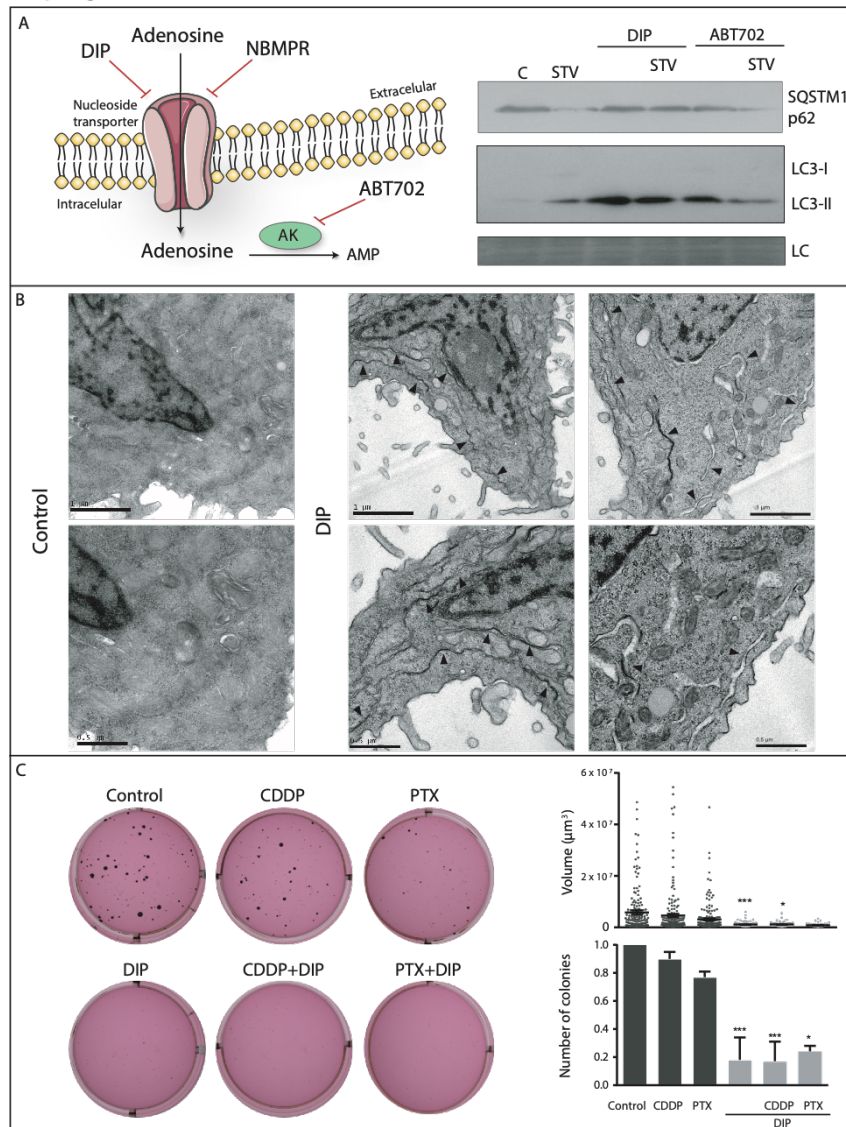 A
Adenosine
DIP
NBMPR
Nucleoside
transporter
Extracelular
Intracelular
ABT702
AK
Adenosine
AMP
DIP
ABT702
C
STV
STV
STV
SQSTM1
p62
LC3-I
LC3-II
LC
B
Control
1 µm
0.5 µm
DIP
1 µm
0.5 µm
0.5 µm
C
Control
CDDP
PTX
DIP
CDDP+DIP
PTX+DIP
Volume (µm³)
6 x 10⁷
4 x 10⁷
2 x 10⁷
0
***
*
Number of colonies
1.0
0.8
0.6
0.4
0.2
0.0
***
***
*
Control
CDDP
PTX
CDDP
PTX
DIP